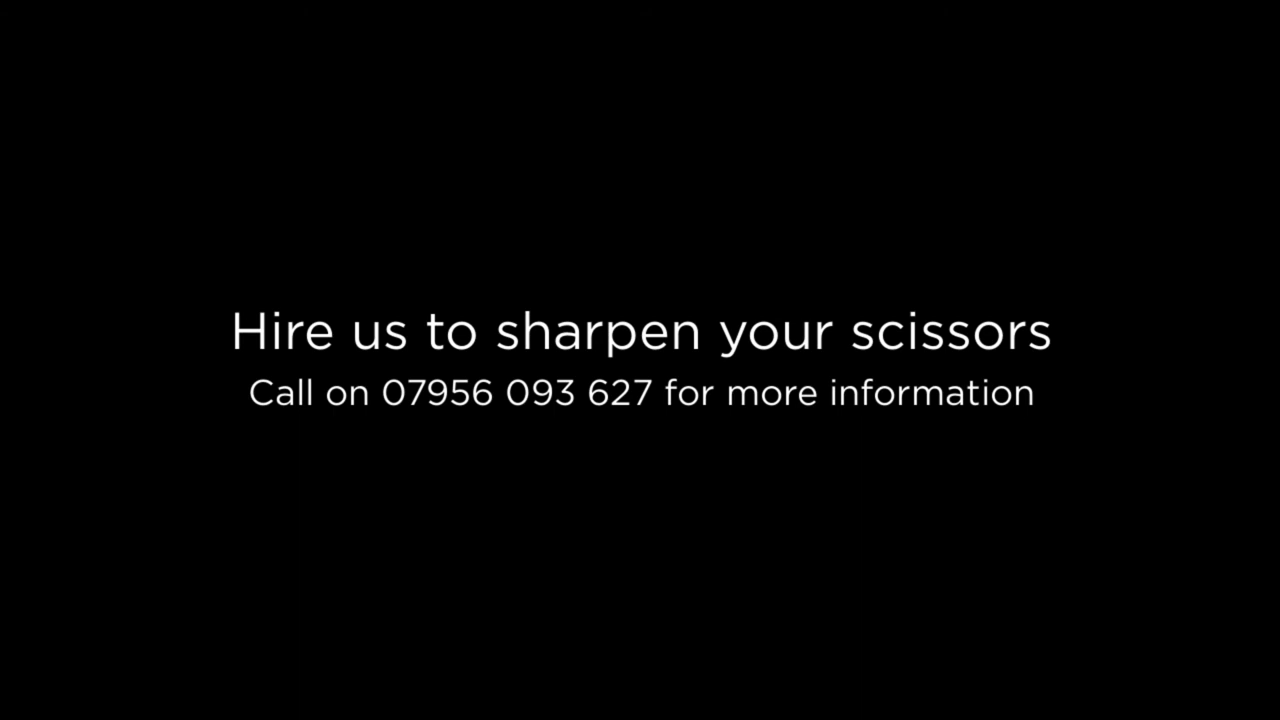 Hire us to sharpen your scissors
Call on 07956 093 627 for more information